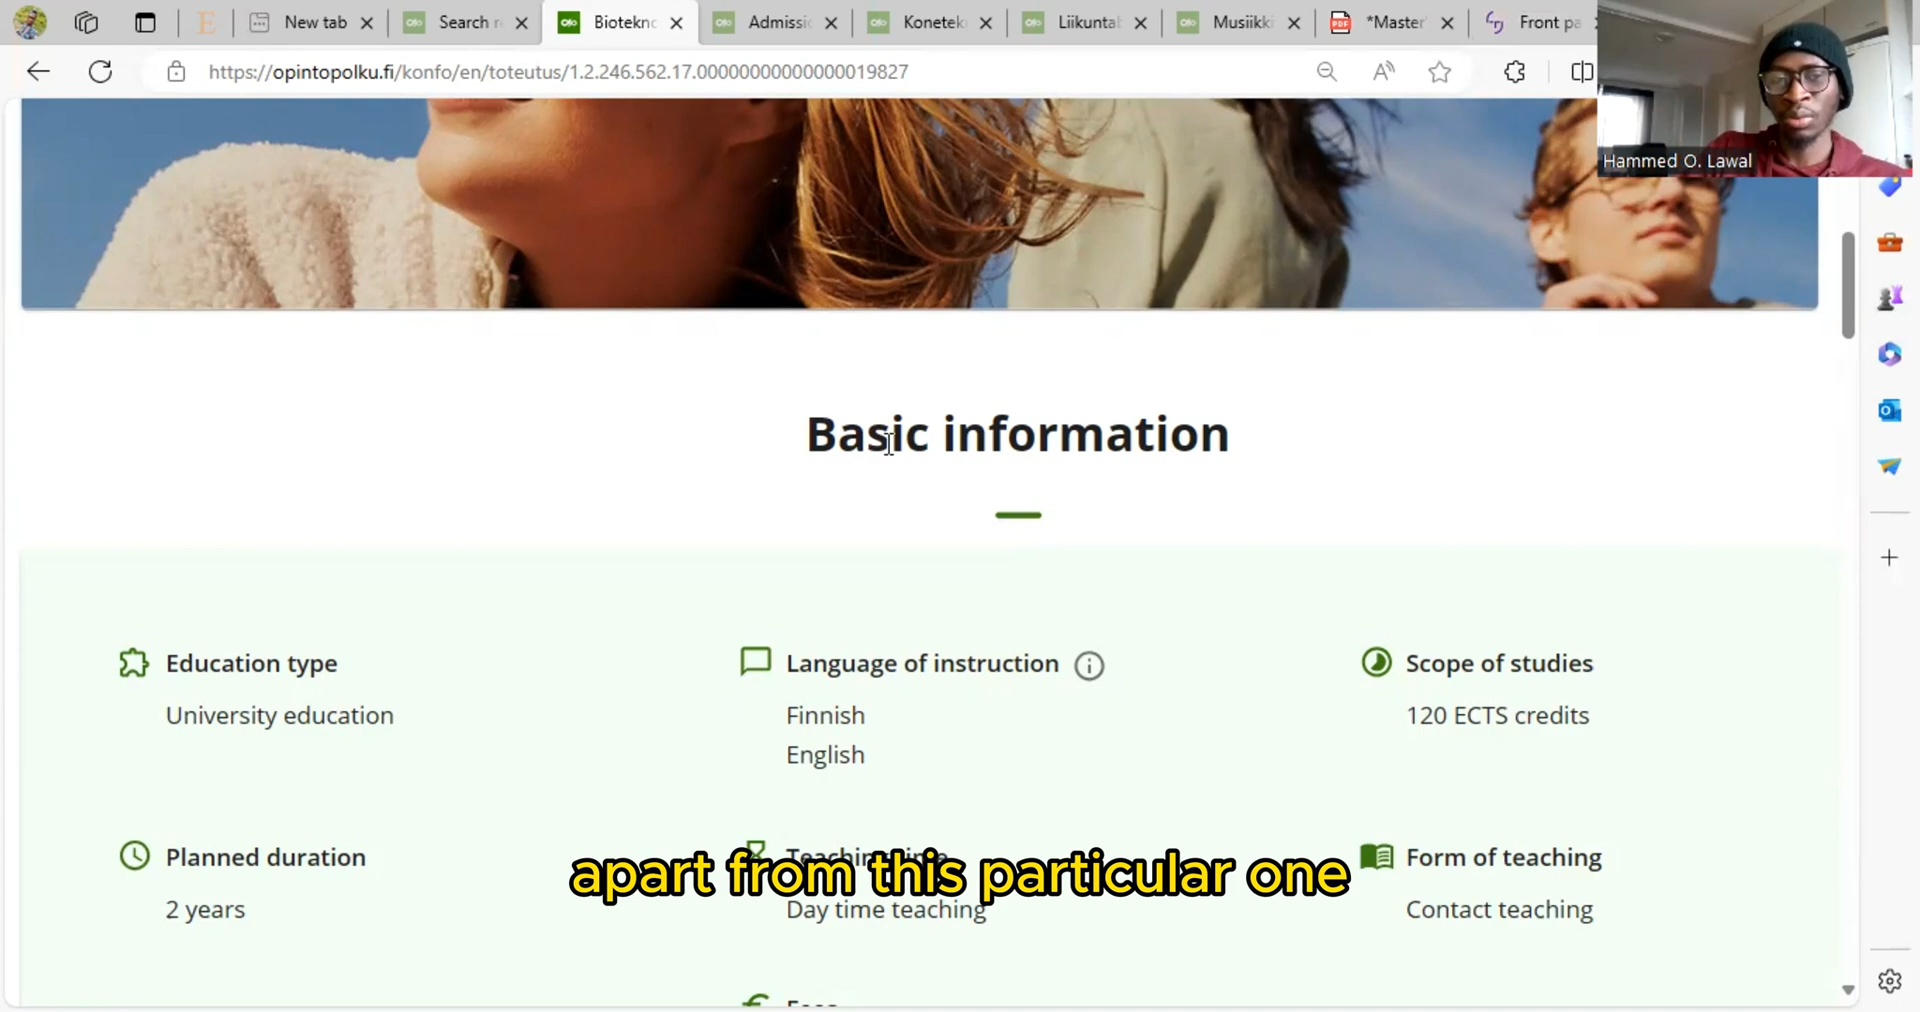 New tab
Search r
Biotekno
Admissi
Konetek
Liikunta
Musiikki
*Master
Front pa
https://opintopolku.fi/konfo/en/toteutus/1.2.246.562.17.00000000000000019827
Hammed O. Lawal
Basic information
Education type
University education
Language of instruction
Finnish
English
Scope of studies
120 ECTS credits
Planned duration
2 years
Day time teaching
Form of teaching
Contact teaching
apart from this particular one